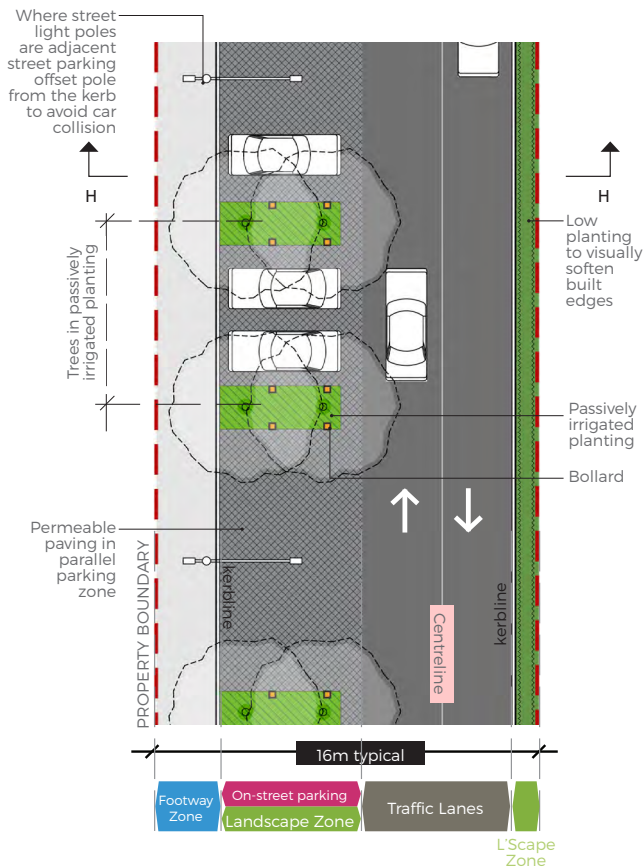 Where street
light poles
are adjacent
street parking
offset pole
from the kerb
to avoid car
collision
H
H
Trees in passively
irrigated planting
Low
planting
to visually
soften
built
edges
Passively
irrigated
planting
Bollard
Permeable
paving in
parallel
parking
zone
PROPERTY BOUNDARY
kerbline
Centreline
kerbline
16m typical
Footway
Zone
On-street parking
Landscape Zone
Traffic Lanes
L'Scape
Zone